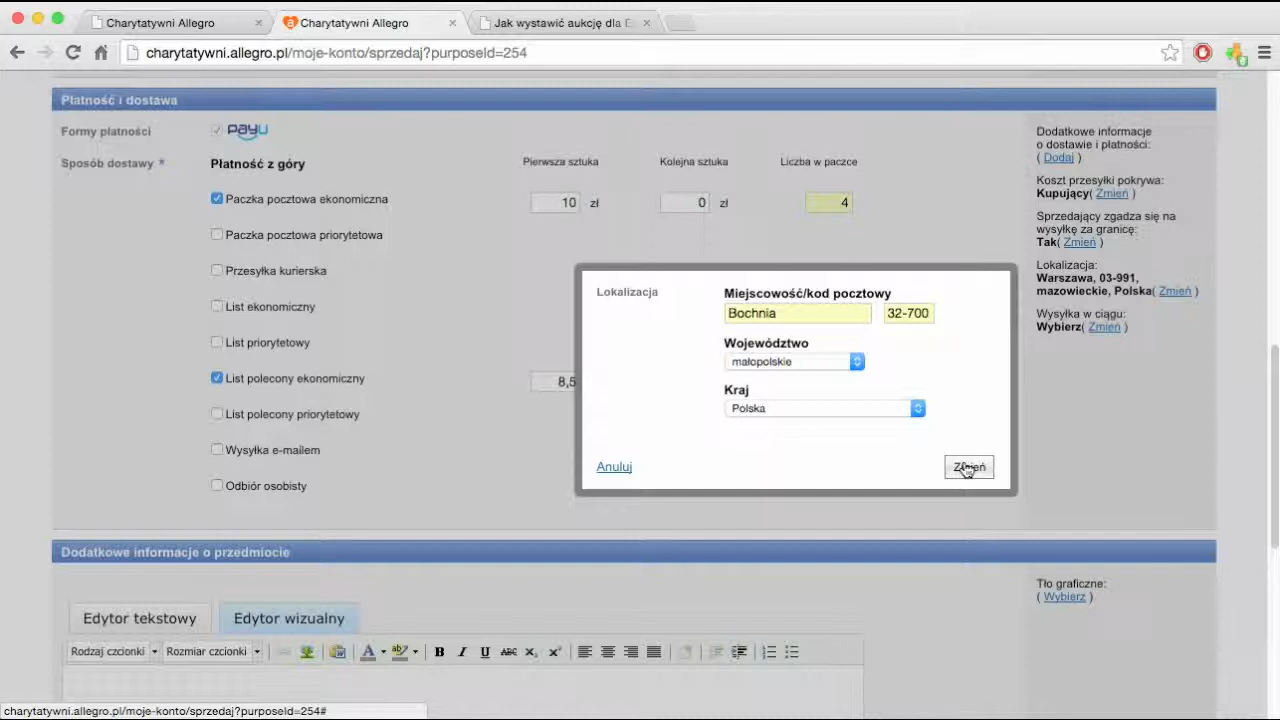 Charytatywni Allegro
Charytatywni Allegro
Jak wystawić aukcję dla
charytatywni.allegro.pl/moje-konto/sprzedaj?purposeId=254
Płatność i dostawa
Formy płatności
PayU
Sposób dostawy *
Płatność z góry
Pierwsza sztuka
Kolejna sztuka
Liczba w paczce
Paczka pocztowa ekonomiczna
10 zł
0 zł
4
Paczka pocztowa priorytetowa
Przesyłka kurierska
List ekonomiczny
List priorytetowy
List polecony ekonomiczny
8,5
List polecony priorytetowy
Wysyłka e-mailem
Odbiór osobisty
Lokalizacja
Miejscowość/kod pocztowy
Bochnia
32-700
Województwo
małopolskie
Kraj
Polska
Anuluj
Zmień
Dodatkowe informacje
o dostawie i płatności:
( Dodaj )
Koszt przesyłki pokrywa:
Kupujący( Zmień )
Sprzedający zgadza się na
wysyłkę za granicę:
Tak( Zmień )
Lokalizacja:
Warszawa, 03-991,
mazowieckie, Polska( Zmień )
Wysyłka w ciągu:
Wybierz( Zmień )
Dodatkowe informacje o przedmiocie
Tło graficzne:
( Wybierz )
Edytor tekstowy
Edytor wizualny
Rodzaj czcionki
Rozmiar czcionki
charytatywni.allegro.pl/moje-konto/sprzedaj?purposeId=254#